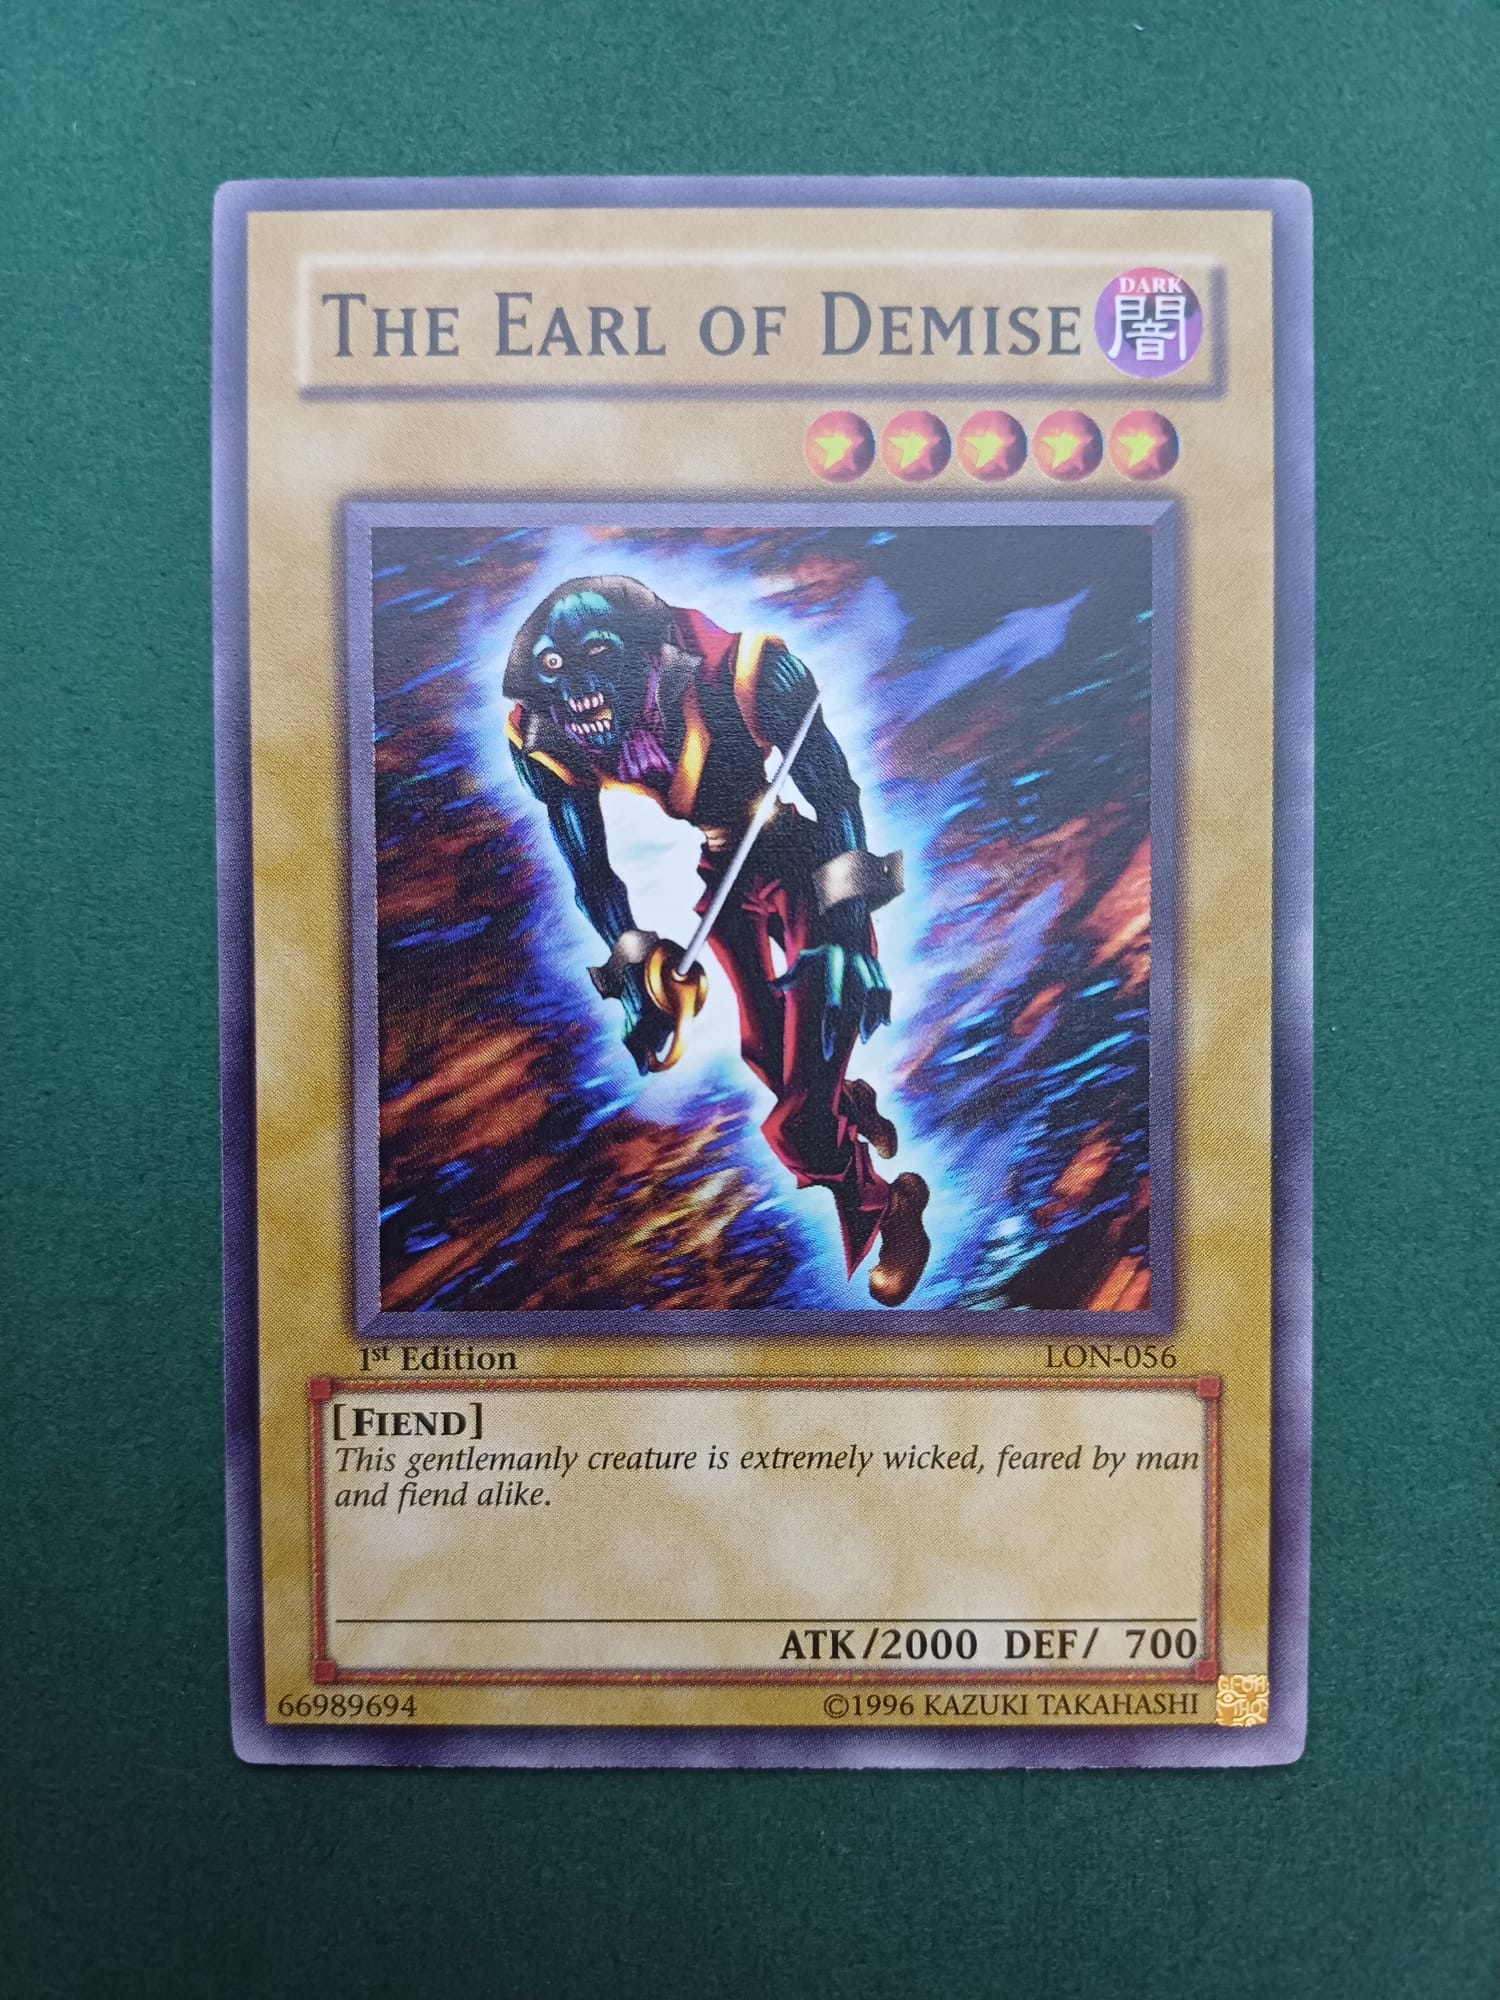 THE EARL OF DEMISE
DARK
闇
1st Edition
LON-056
[FIEND]
This gentlemanly creature is extremely wicked, feared by man
and fiend alike.
ATK/2000 DEF/ 700
66989694
©1996 KAZUKI TAKAHASHI